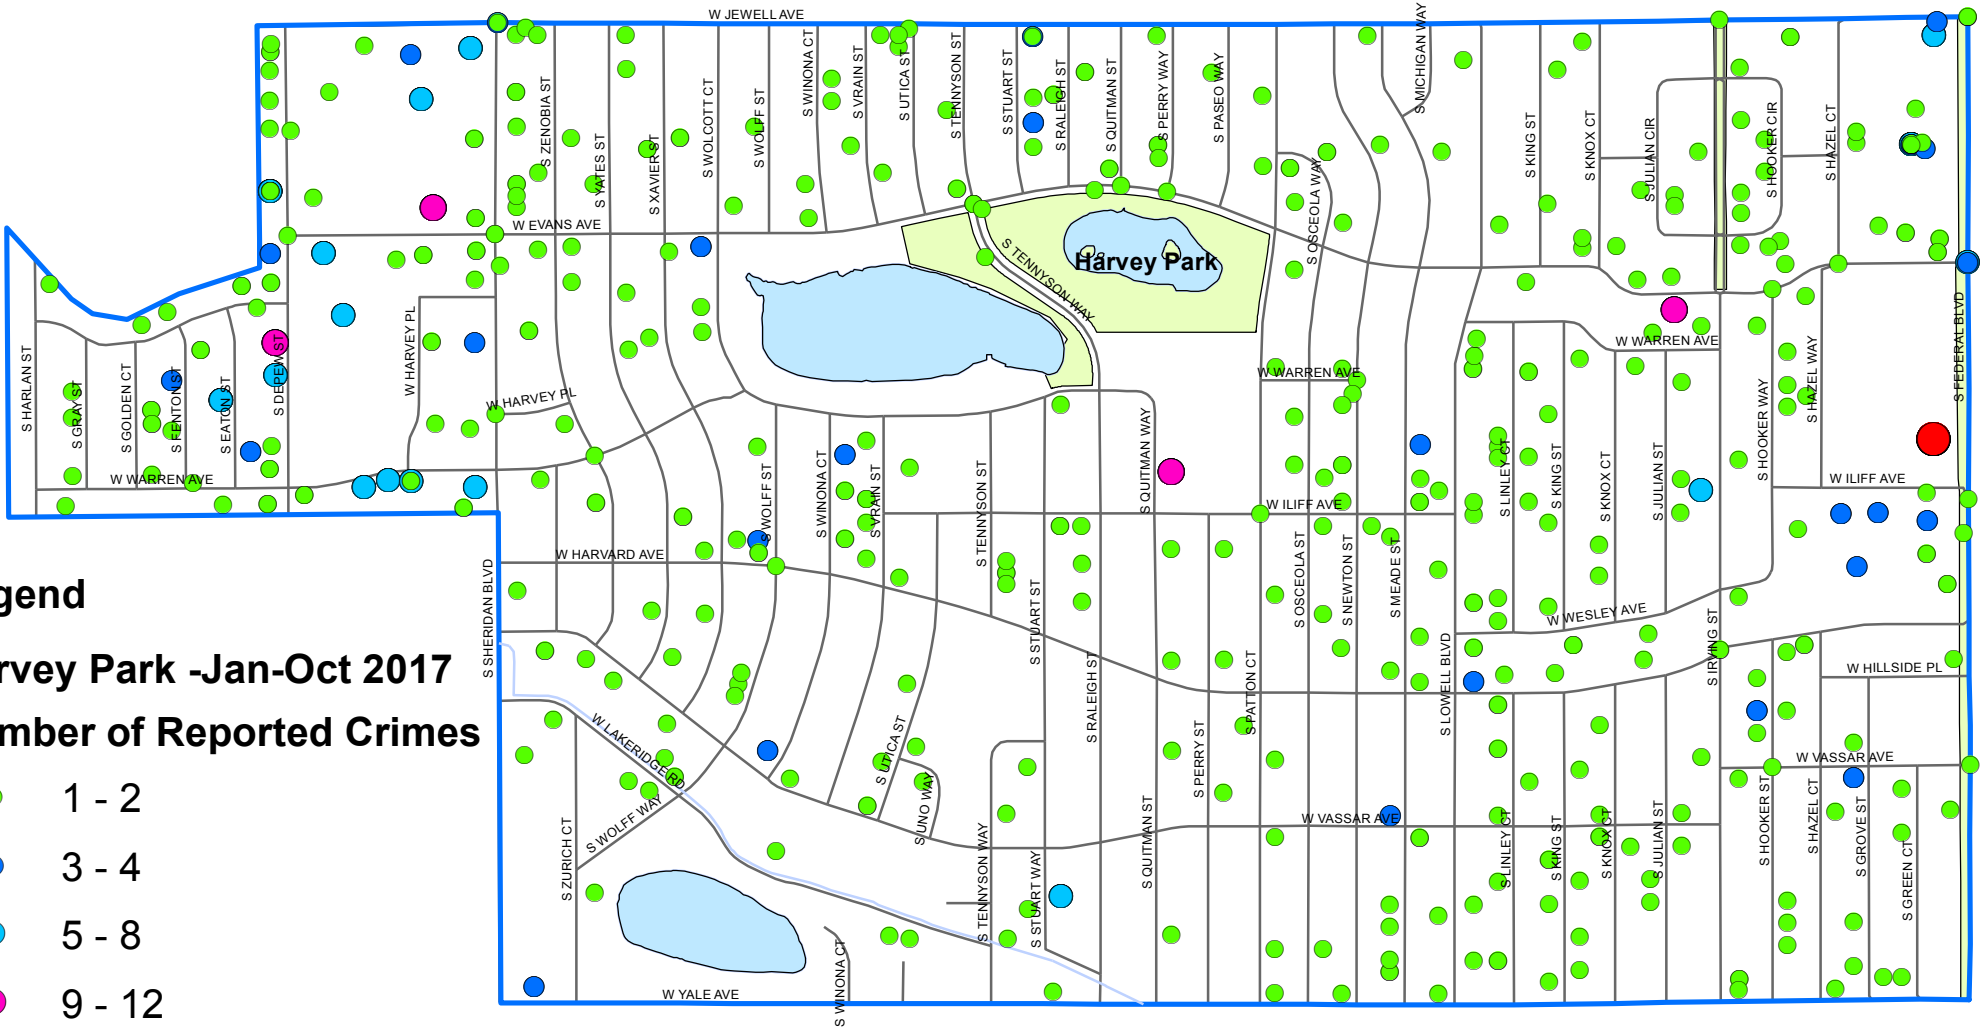 W JEWELL AVE
S MICHIGAN WAY
S ZENOBIA ST
S YATES ST
S XAVIER ST
S WOLCOTT CT
S WOLFF ST
S WINONA CT
S VRAIN ST
S UTICA ST
S TENNYSON ST
S STUART ST
S RALEIGH ST
S QUITMAN ST
S PERRY WAY
S PASEO WAY
S OSCEOLA WAY
S KING ST
S KNOX CT
S JULIAN CIR
S HOOKER CIR
S HAZEL CT
W EVANS AVE
S TENNYSON WAY
Harvey Park
S FEDERAL BLVD
S HARLAN ST
S GRAY ST
S GOLDEN CT
S FENTON ST
S EATON ST
S DEPEW ST
W HARVEY PL
W HARVEY PL
W WARREN AVE
W WARREN AVE
W WARREN AVE
S HAZEL WAY
S HOOKER WAY
S WOLFF ST
S WINONA CT
S VRAIN ST
S TENNYSON ST
S QUITMAN WAY
W ILIFF AVE
S LINLEY CT
S KING ST
S KNOX CT
S JULIAN ST
W ILIFF AVE
W HARVARD AVE
S SHERIDAN BLVD
S STUART ST
S RALEIGH ST
S OSCEOLA ST
S NEWTON ST
S MEADE ST
S LOWELL BLVD
W WESLEY AVE
S IRVING ST
W HILLSIDE PL
S PATTON CT
S PERRY ST
gend
rvey Park -Jan-Oct 2017
mber of Reported Crimes
1 - 2
3 - 4
5 - 8
9 - 12
W LAKERIDGE RD
S WOLFF WAY
S ZURICH CT
S UTICA ST
S UNO WAY
S TENNYSON WAY
S STUART WAY
S QUITMAN ST
W VASSAR AVE
W VASSAR AVE
S LINLEY CT
S KING ST
S KNOX CT
S JULIAN ST
S HOOKER ST
S HAZEL CT
S GROVE ST
S GREEN CT
S WINONA CT
W YALE AVE